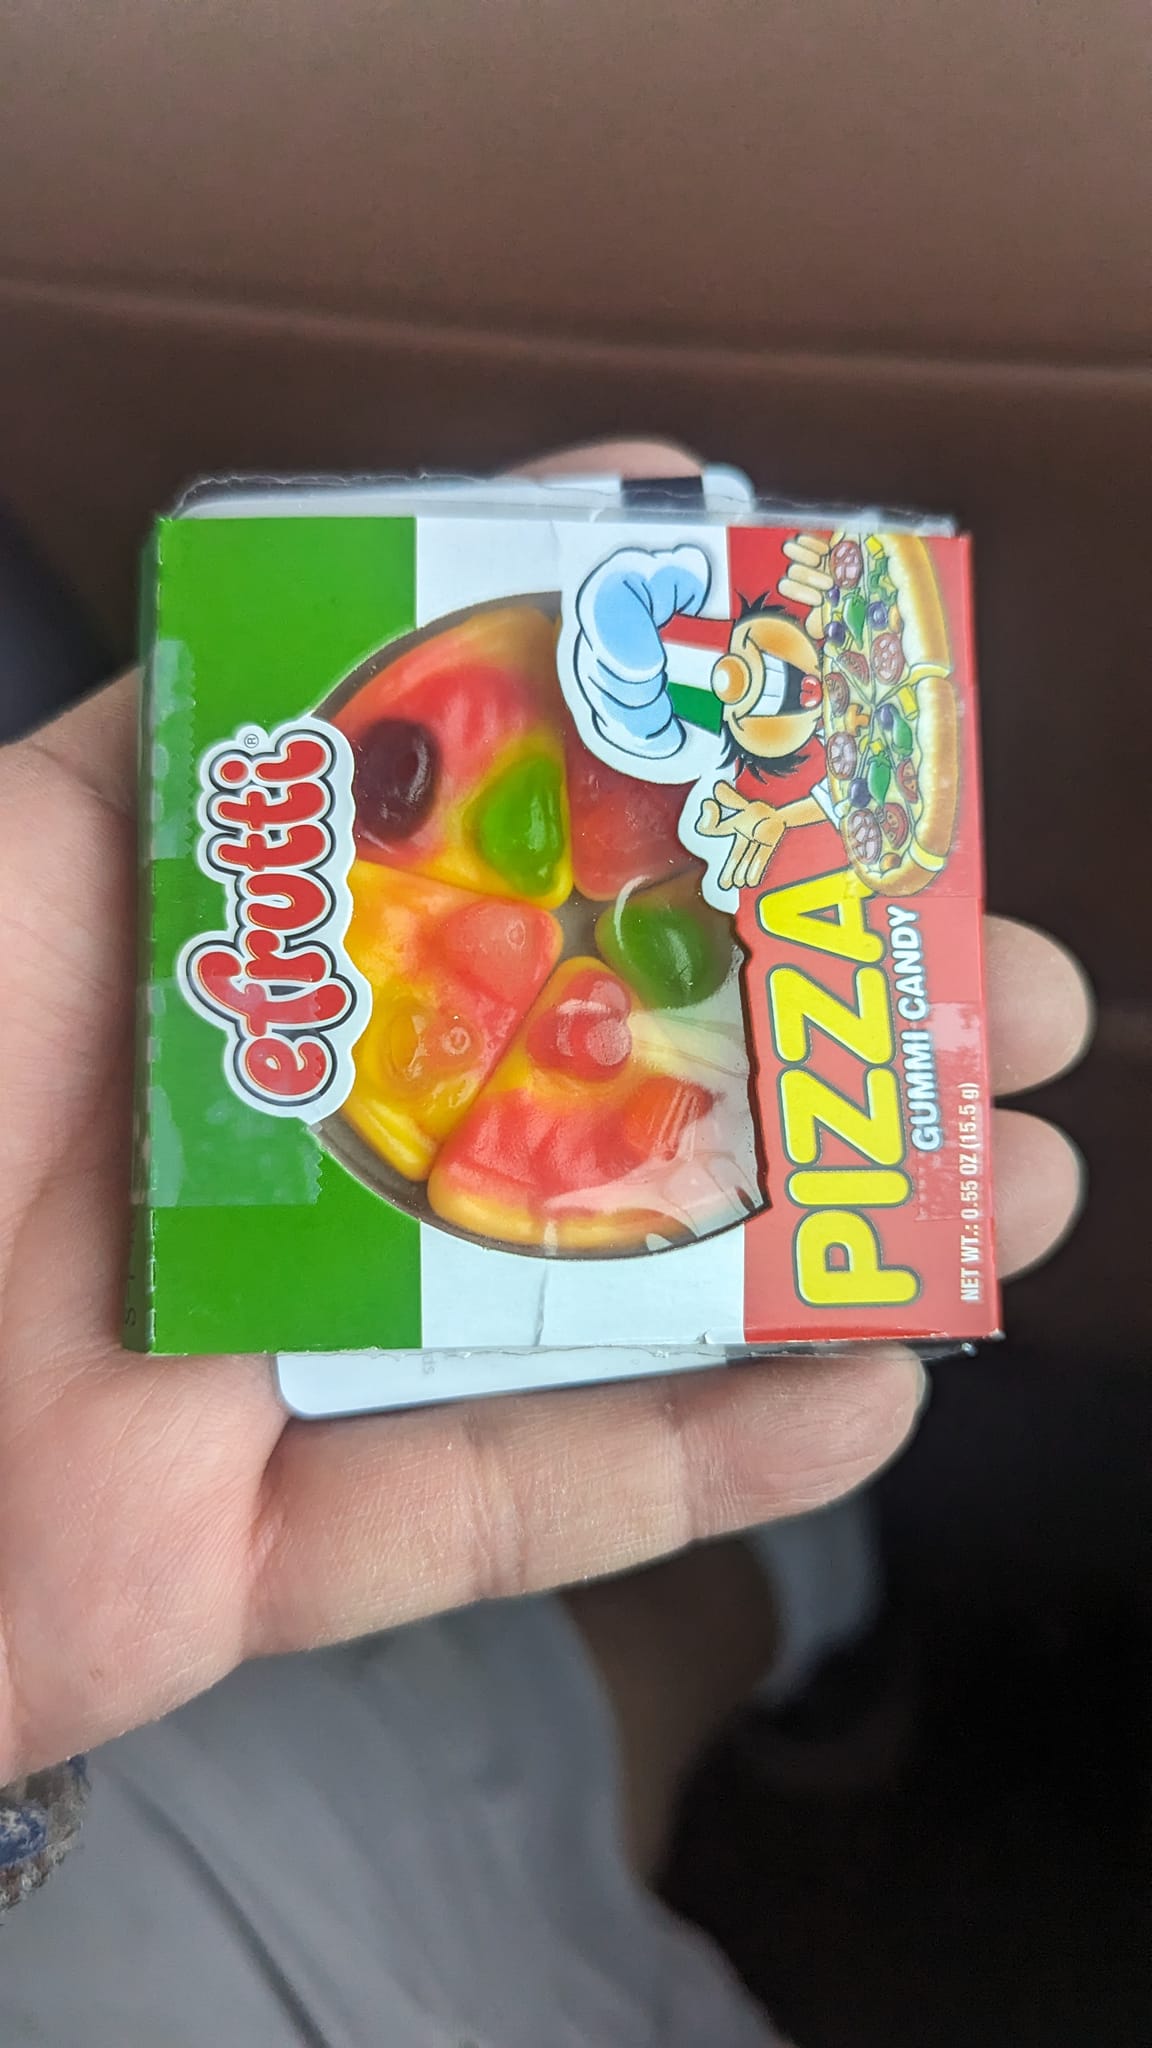 efrutti®
PIZZA
GUMMI CANDY
NET WT.: 0.55 OZ (15.5 g)